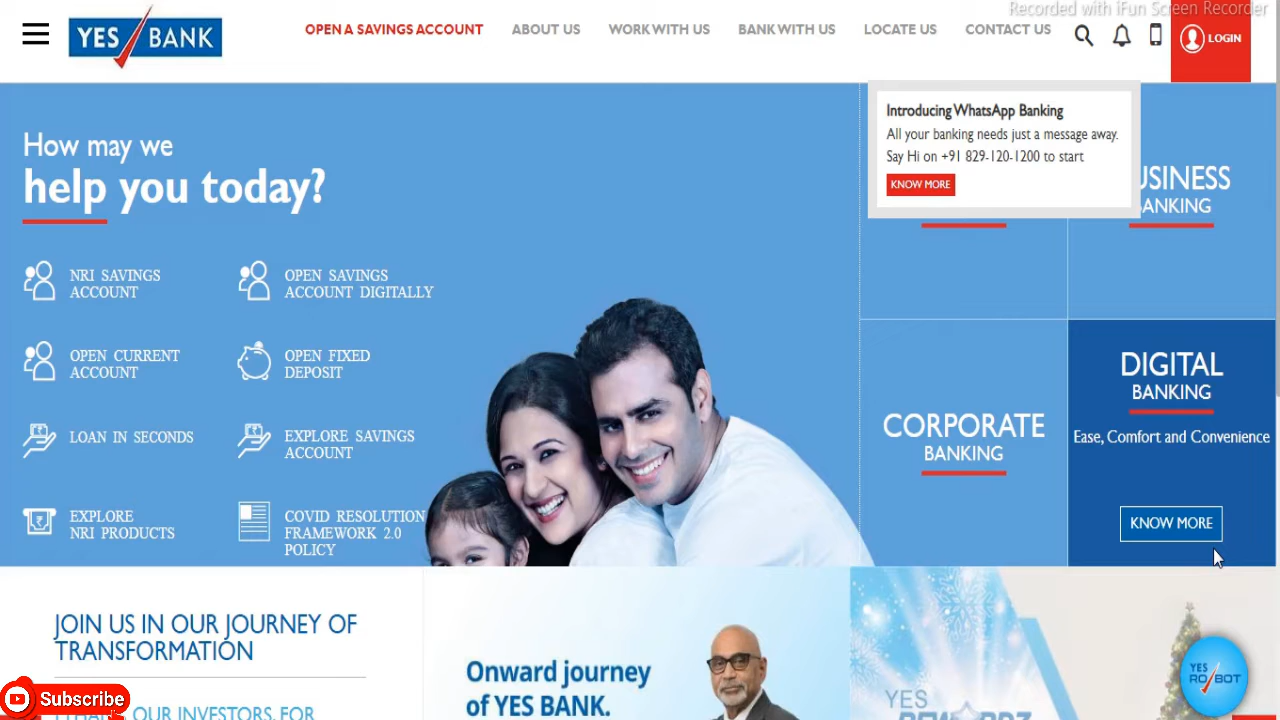 Recorded with iFun Screen Recorder
YES BANK
OPEN A SAVINGS ACCOUNT
ABOUT US
WORK WITH US
BANK WITH US
LOCATE US
CONTACT US
LOGIN
Introducing WhatsApp Banking
All your banking needs just a message away.
Say Hi on +91 829-120-1200 to start
KNOW MORE
How may we
help you today?
NRI SAVINGS
ACCOUNT
OPEN SAVINGS
ACCOUNT DIGITALLY
OPEN CURRENT
ACCOUNT
OPEN FIXED
DEPOSIT
LOAN IN SECONDS
EXPLORE SAVINGS
ACCOUNT
EXPLORE
NRI PRODUCTS
COVID RESOLUTION
FRAMEWORK 2.0
POLICY
BANKING
CORPORATE
BANKING
DIGITAL
BANKING
Ease, Comfort and Convenience
KNOW MORE
JOIN US IN OUR JOURNEY OF
TRANSFORMATION
OUR INVESTORS, FOR
Onward journey
of YES BANK.
YES
YES
RO/BOT
Subscribe